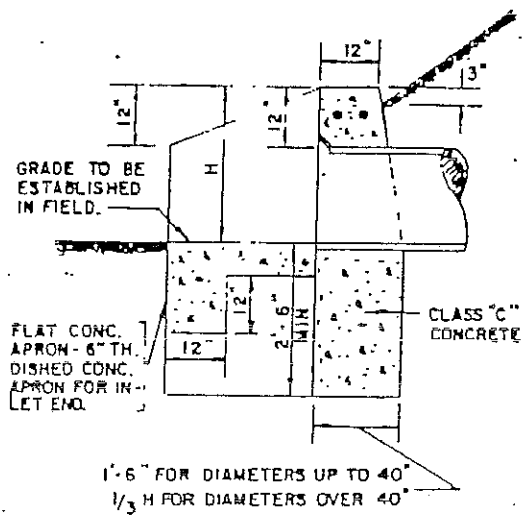 12"
3"
12"
12"
H
GRADE TO BE
ESTABLISHED
IN FIELD.
FLAT CONC.
APRON - 6" TH.
DISHED CONC.
APRON FOR IN-
LET END.
12"
12"
2'-6"
MIN
CLASS "C"
CONCRETE
1'-6" FOR DIAMETERS UP TO 40"
1/3 H FOR DIAMETERS OVER 40"